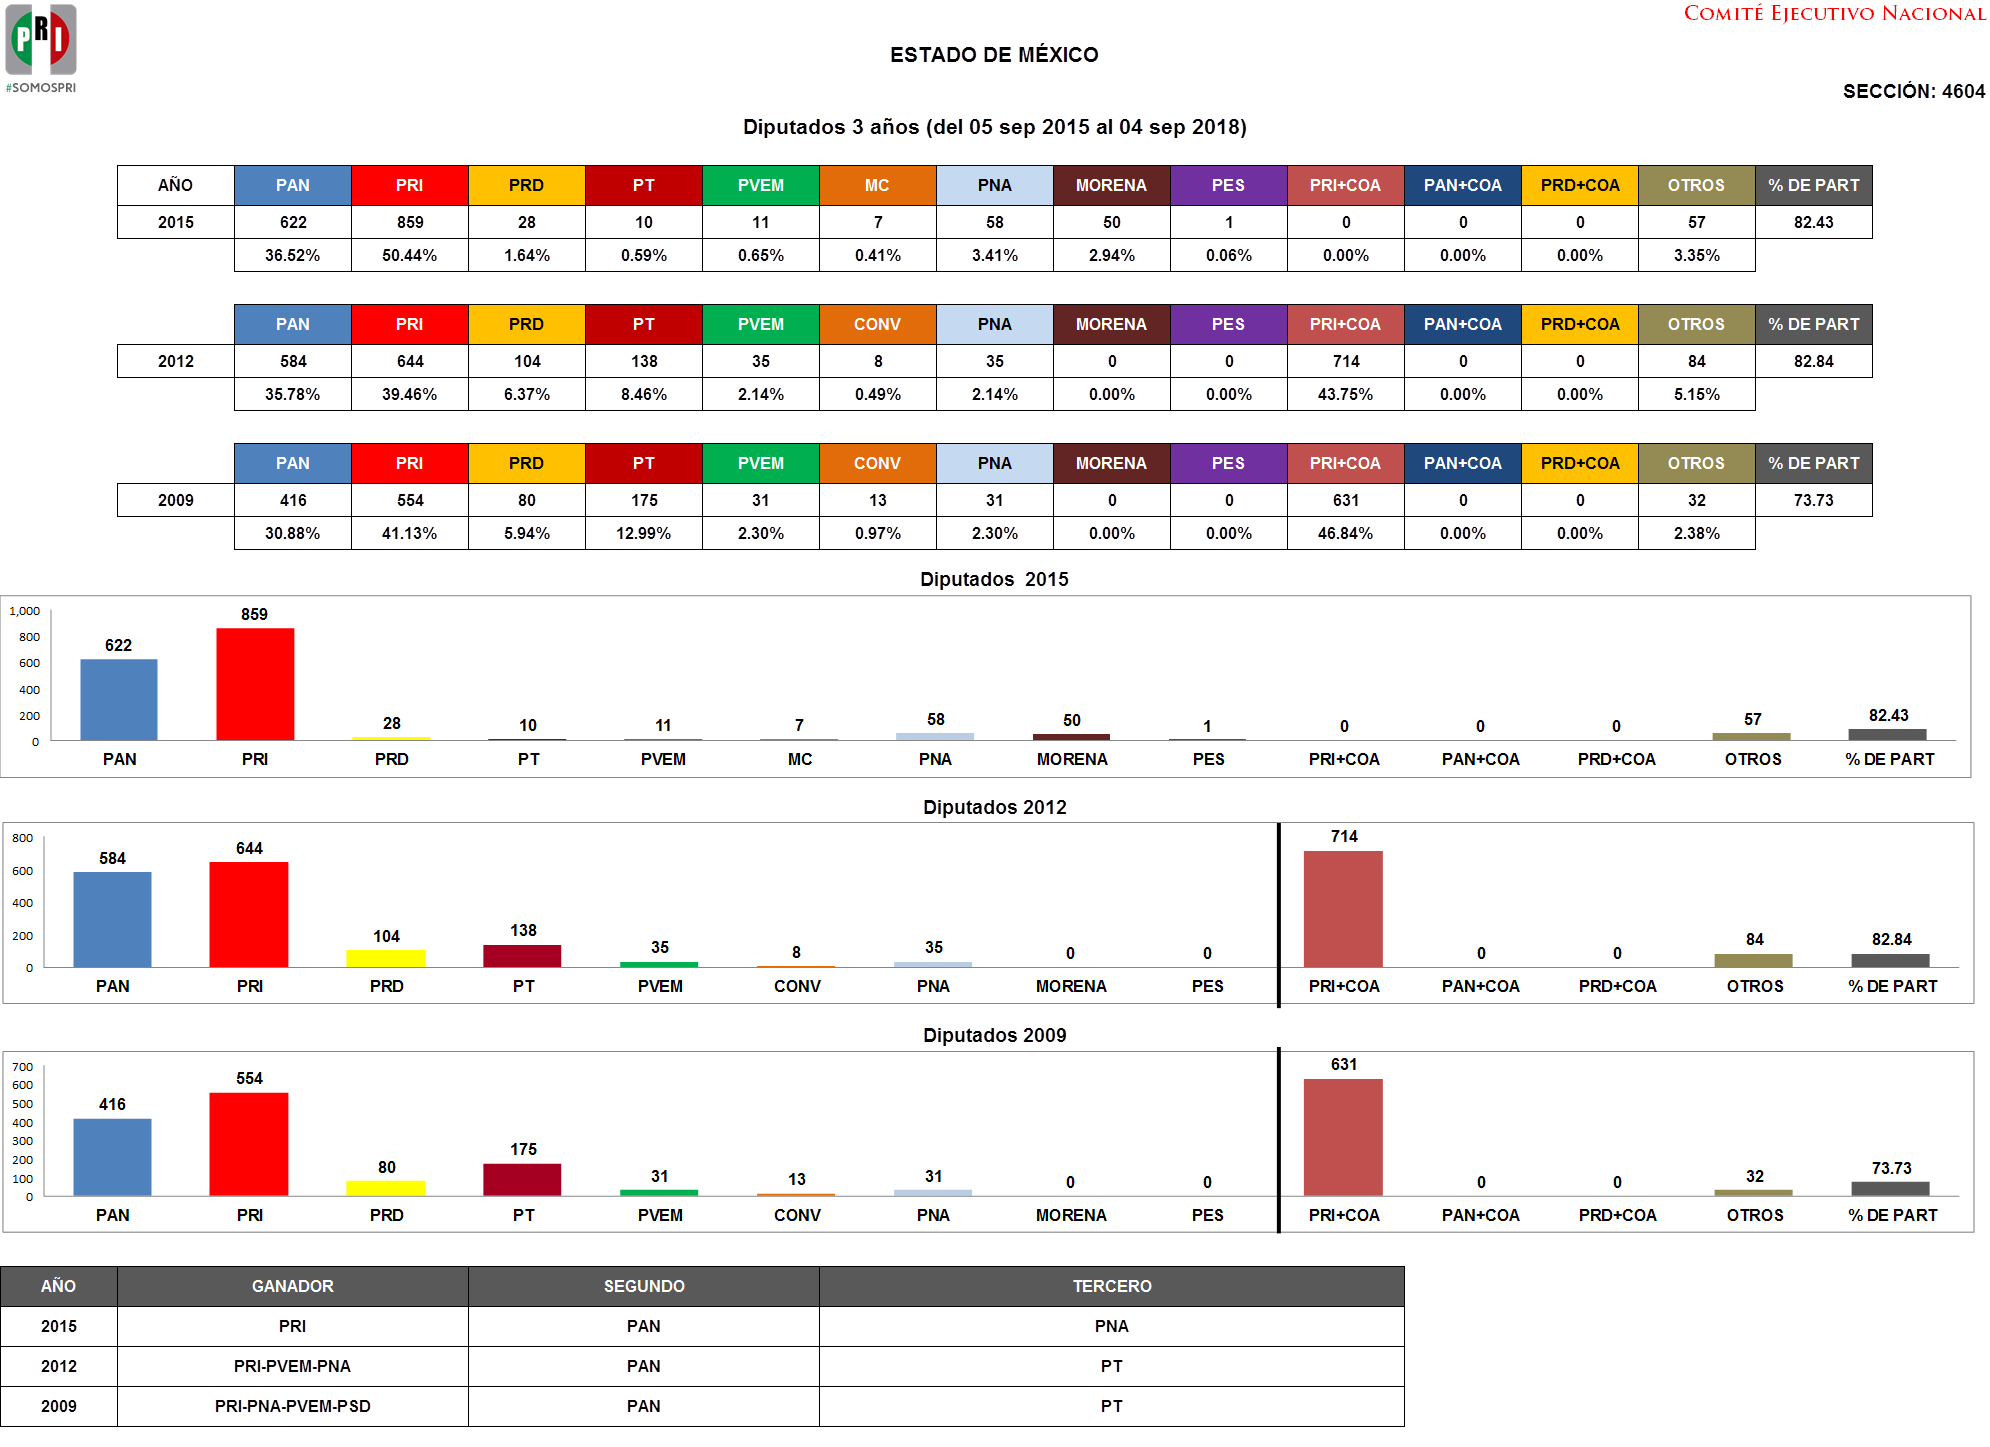 PRI
#SOMOSPRI
COMITÉ EJECUTIVO NACIONAL
ESTADO DE MÉXICO
SECCIÓN: 4604
Diputados 3 años (del 05 sep 2015 al 04 sep 2018)
AÑO PAN PRI PRD PT PVEM MC PNA MORENA PES PRI+COA PAN+COA PRD+COA OTROS % DE PART
2015 622 859 28 10 11 7 58 50 1 0 0 0 57 82.43
36.52% 50.44% 1.64% 0.59% 0.65% 0.41% 3.41% 2.94% 0.06% 0.00% 0.00% 0.00% 3.35%
PAN PRI PRD PT PVEM CONV PNA MORENA PES PRI+COA PAN+COA PRD+COA OTROS % DE PART
2012 584 644 104 138 35 8 35 0 0 714 0 0 84 82.84
35.78% 39.46% 6.37% 8.46% 2.14% 0.49% 2.14% 0.00% 0.00% 43.75% 0.00% 0.00% 5.15%
PAN PRI PRD PT PVEM CONV PNA MORENA PES PRI+COA PAN+COA PRD+COA OTROS % DE PART
2009 416 554 80 175 31 13 31 0 0 631 0 0 32 73.73
30.88% 41.13% 5.94% 12.99% 2.30% 0.97% 2.30% 0.00% 0.00% 46.84% 0.00% 0.00% 2.38%
Diputados 2015
1,000
800
600
400
200
0
622 859 28 10 11 7 58 50 1 0 0 0 57 82.43
PAN PRI PRD PT PVEM MC PNA MORENA PES PRI+COA PAN+COA PRD+COA OTROS % DE PART
Diputados 2012
800
600
400
200
0
584 644 104 138 35 8 35 0 0 714 0 0 84 82.84
PAN PRI PRD PT PVEM CONV PNA MORENA PES PRI+COA PAN+COA PRD+COA OTROS % DE PART
Diputados 2009
700
600
500
400
300
200
100
0
416 554 80 175 31 13 31 0 0 631 0 0 32 73.73
PAN PRI PRD PT PVEM CONV PNA MORENA PES PRI+COA PAN+COA PRD+COA OTROS % DE PART
AÑO GANADOR SEGUNDO TERCERO
2015 PRI PAN PNA
2012 PRI-PVEM-PNA PAN PT
2009 PRI-PNA-PVEM-PSD PAN PT